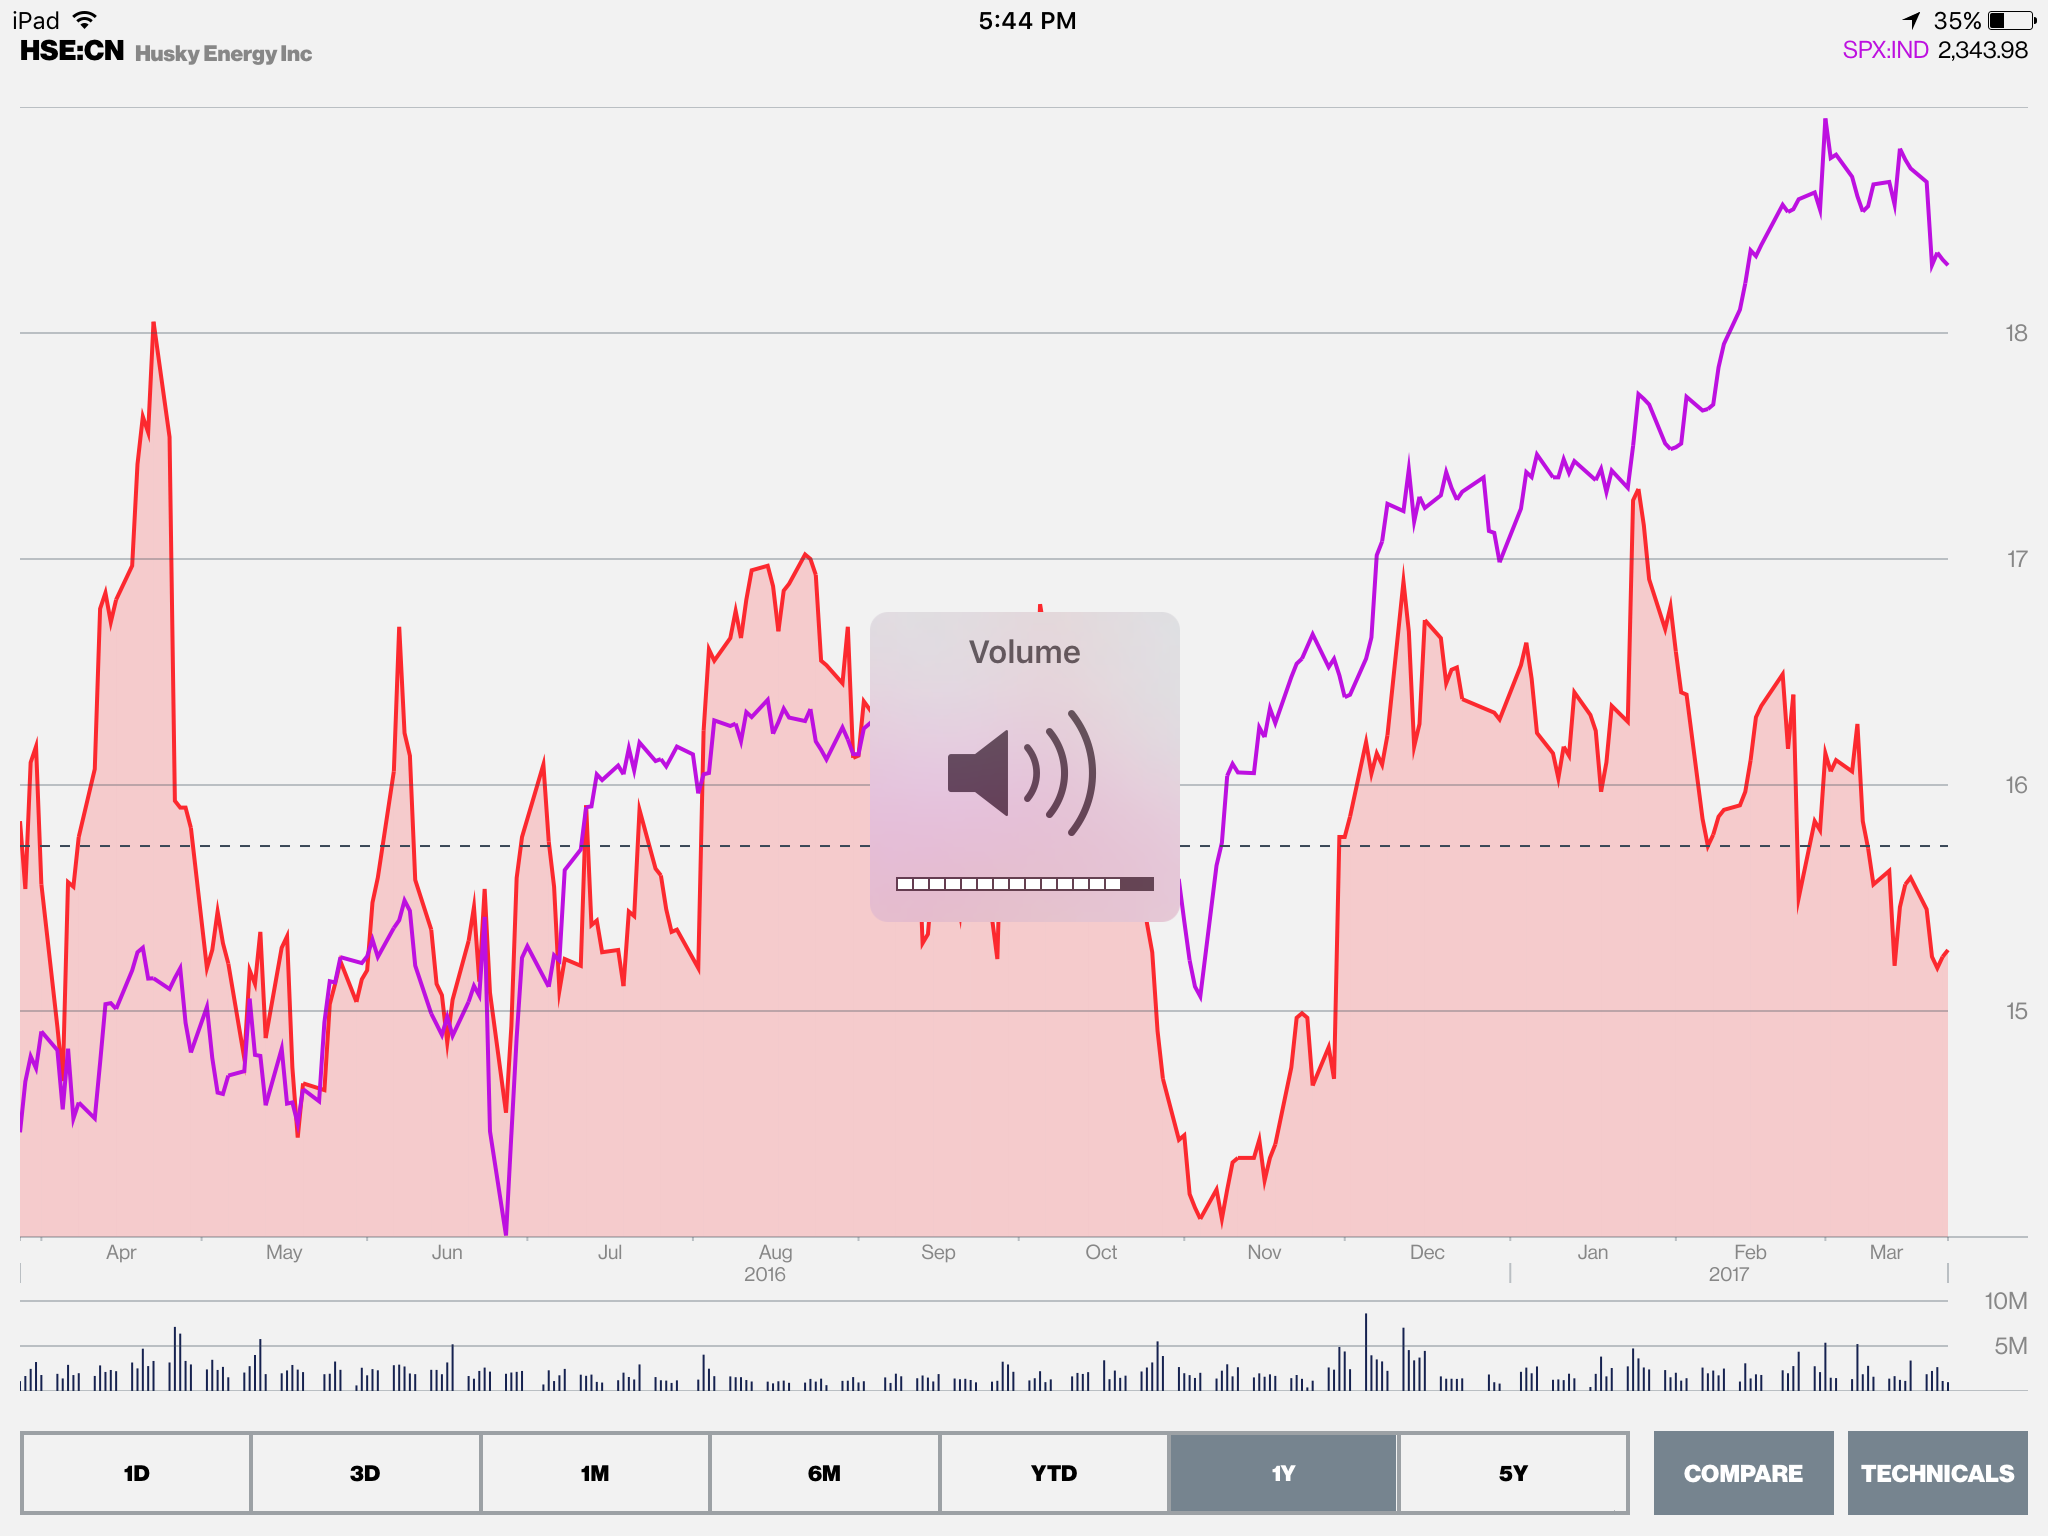 iPad 5:44 PM 35%
HSE:CN Husky Energy Inc SPX:IND 2,343.98
18
17
Volume
16
15
Apr May Jun Jul Aug Sep Oct Nov Dec Jan Feb Mar
2016 2017
10M
5M
1D 3D 1M 6M YTD 1Y 5Y COMPARE TECHNICALS